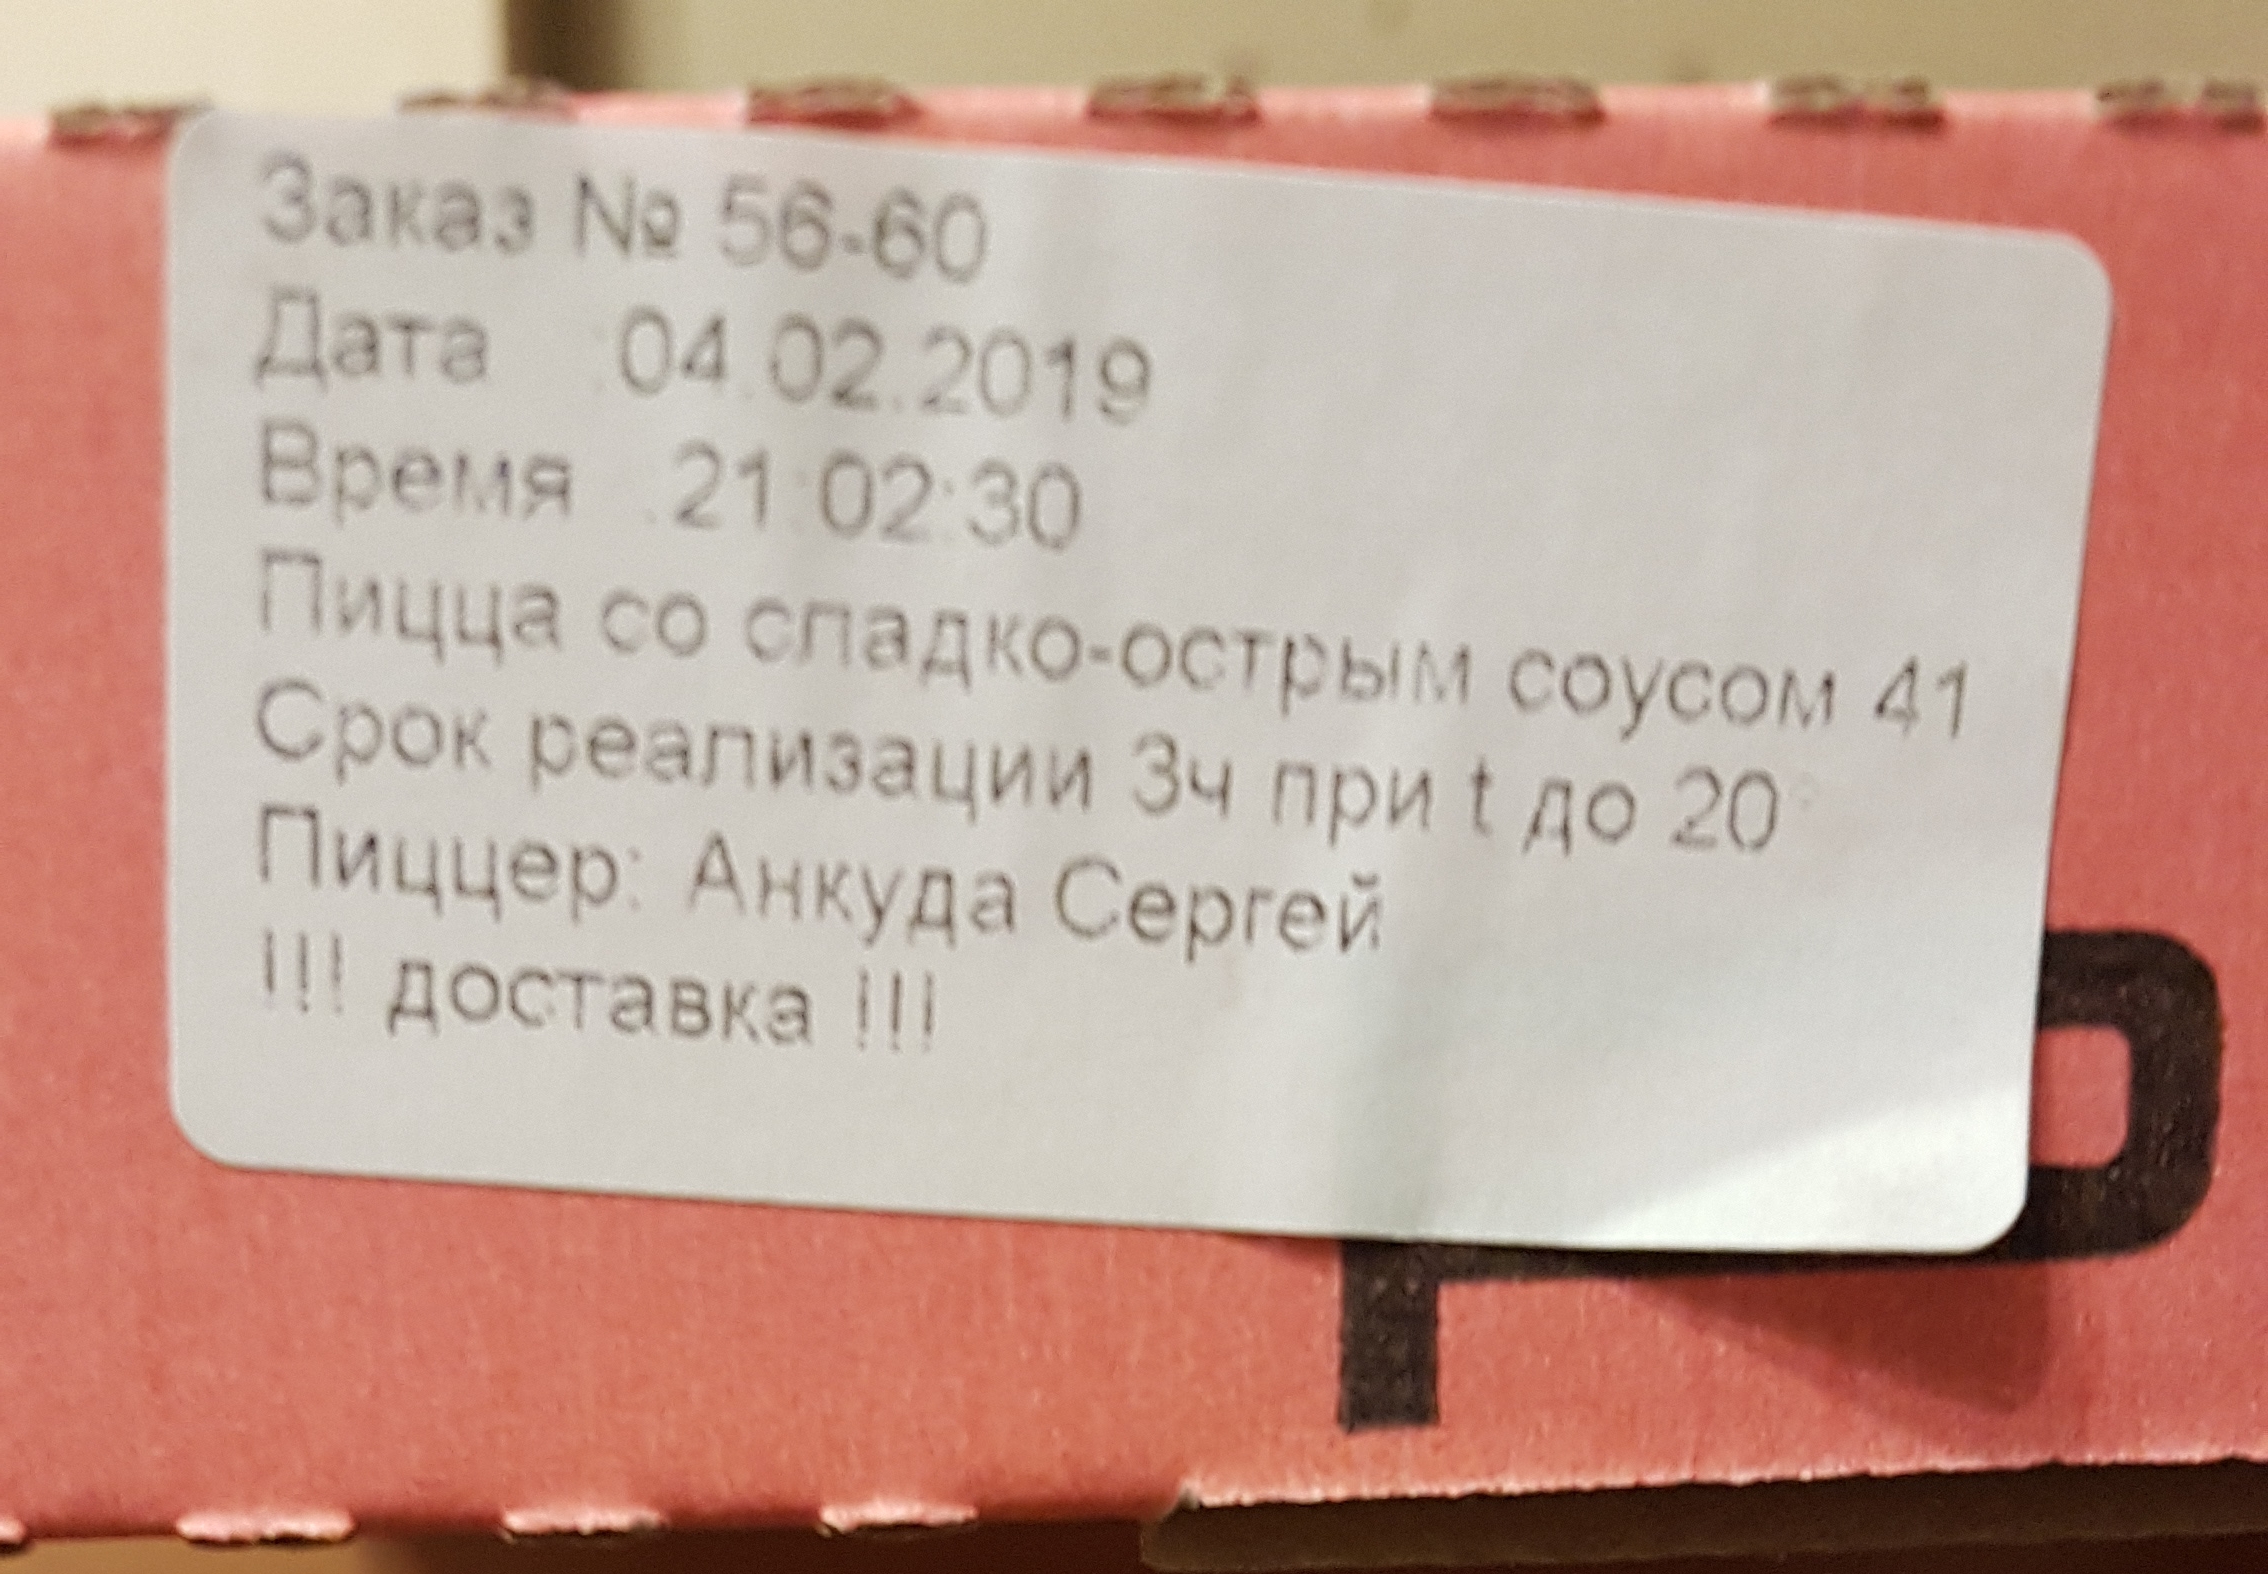 Заказ № 56-60
Дата :04.02.2019
Время :21:02:30
Пицца со сладко-острым соусом 41
Срок реализации 3ч при t до 20°
Пиццер: Анкуда Сергей
!!! доставка !!!